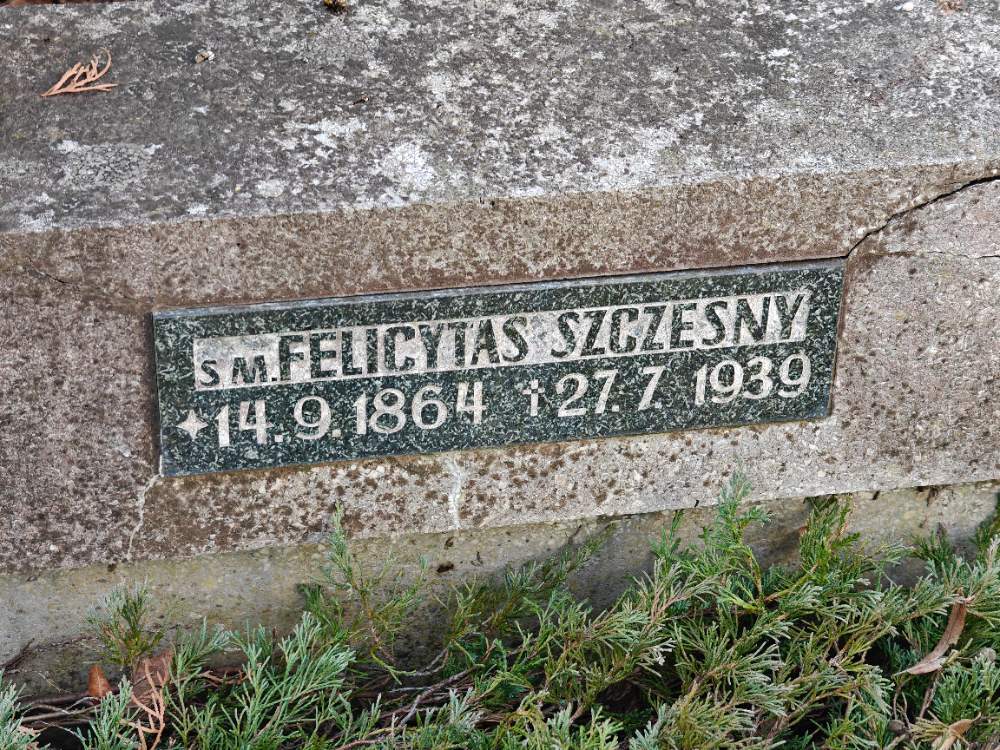 S.M. FELICYTAS SZCZESNY
✦14.9.1864 †27.7.1939